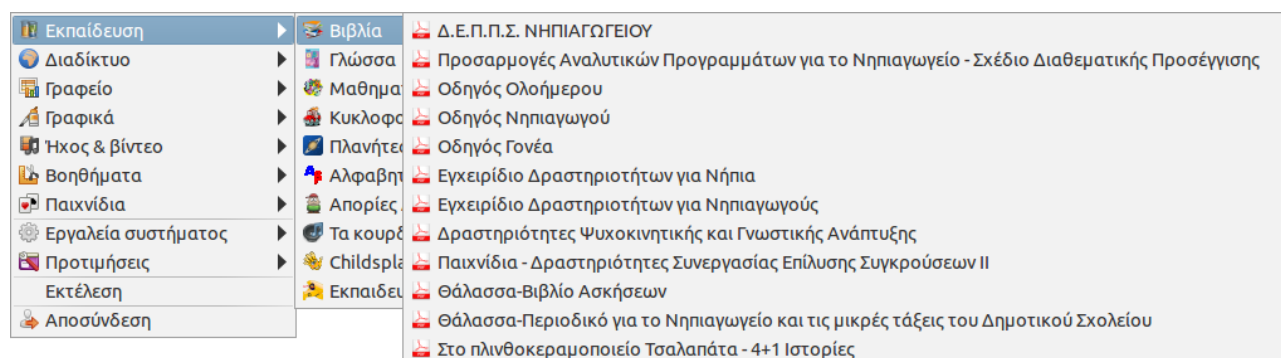 Εκπαίδευση
Διαδίκτυο
Γραφείο
Γραφικά
Ήχος & βίντεο
Βοηθήματα
Παιχνίδια
Εργαλεία συστήματος
Προτιμήσεις
Εκτέλεση
Αποσύνδεση
Βιβλία
Γλώσσα
Μαθημα
Κυκλοφο
Πλανήτες
Αλφαβητ
Απορίες
Τα κουρδ
Childspla
Εκπαιδευ
Δ.Ε.Π.Π.Σ. ΝΗΠΙΑΓΩΓΕΙΟΥ
Προσαρμογές Αναλυτικών Προγραμμάτων για το Νηπιαγωγείο - Σχέδιο Διαθεματικής Προσέγγισης
Οδηγός Ολοήμερου
Οδηγός Νηπιαγωγού
Οδηγός Γονέα
Εγχειρίδιο Δραστηριοτήτων για Νήπια
Εγχειρίδιο Δραστηριοτήτων για Νηπιαγωγούς
Δραστηριότητες Ψυχοκινητικής και Γνωστικής Ανάπτυξης
Παιχνίδια - Δραστηριότητες Συνεργασίας Επίλυσης Συγκρούσεων ΙΙ
Θάλασσα-Βιβλίο Ασκήσεων
Θάλασσα-Περιοδικό για το Νηπιαγωγείο και τις μικρές τάξεις του Δημοτικού Σχολείου
Στο πλινθοκεραμοποιείο Τσαλαπάτα - 4+1 Ιστορίες